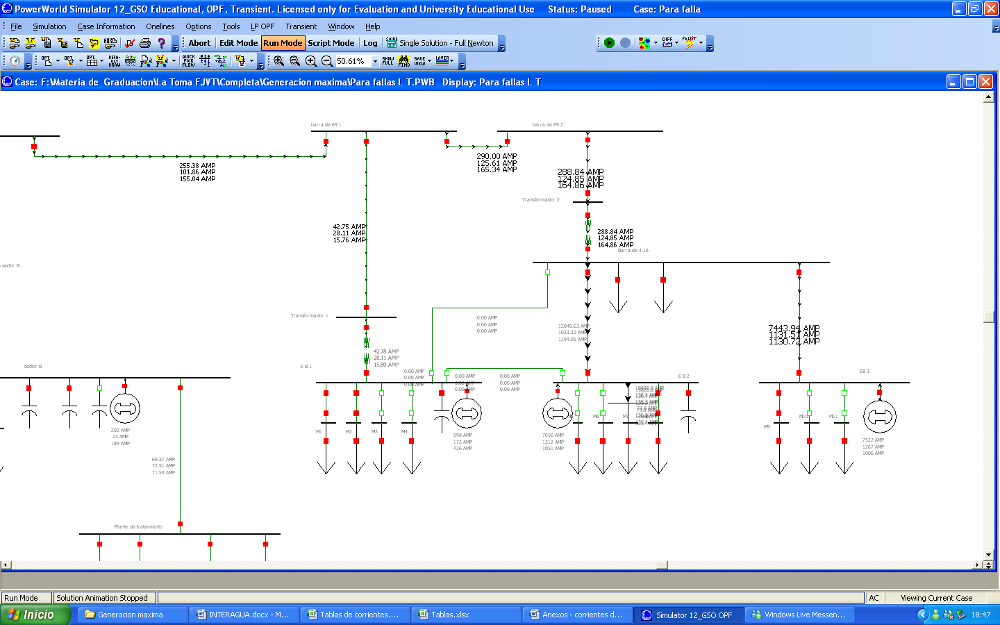 PowerWorld Simulator 12_GSO Educational, OPF, Transient. Licensed only for Evaluation and University Educational Use Status: Paused Case: Para falla
File Simulation Case Information Onelines Options Tools LP OPF Transient Window Help
Abort Edit Mode Run Mode Script Mode Log Single Solution - Full Newton
50.61%
Case: F:\Materia de Graduacion\La Toma FJVT\Completa\Generacion maxima\Para fallas L T.PWB Display: Para fallas L T
barra de 69 1
barra de 69 2
255.38 AMP
101.86 AMP
155.04 AMP
290.00 AMP
125.61 AMP
165.34 AMP
288.84 AMP
124.85 AMP
164.86 AMP
Transformador 2
42.75 AMP
28.11 AMP
15.76 AMP
288.84 AMP
124.85 AMP
164.86 AMP
Barra de 4.16
sector B
Transformador 1
0.00 AMP
0.00 AMP
0.00 AMP
12040.63 AMP
1033.32 AMP
1294.05 AMP
7443.94 AMP
1131.51 AMP
1130.72 AMP
42.78 AMP
28.11 AMP
15.80 AMP
sector B
E B 1
0.00 AMP
0.00 AMP
0.00 AMP
0.00 AMP
0.00 AMP
0.00 AMP
0.00 AMP
0.00 AMP
0.00 AMP
E B 2
EB 3
M1
M2
M3
M4
M6
M9
M10
M11
202 AMP
23 AMP
189 AMP
598 AMP
172 AMP
426 AMP
7656 AMP
1312 AMP
1051 AMP
7522 AMP
1267 AMP
1006 AMP
69.37 AMP
72.51 AMP
71.54 AMP
Plante de tratamiento
Run Mode Solution Animation Stopped AC Viewing Current Case
Inicio Generacion maxima INTERAGUA.docx - M... Tablas de corrientes.... Tablas.xlsx Anexos - corrientes d... Simulator 12_GSO OPF Windows Live Messen... 18:47